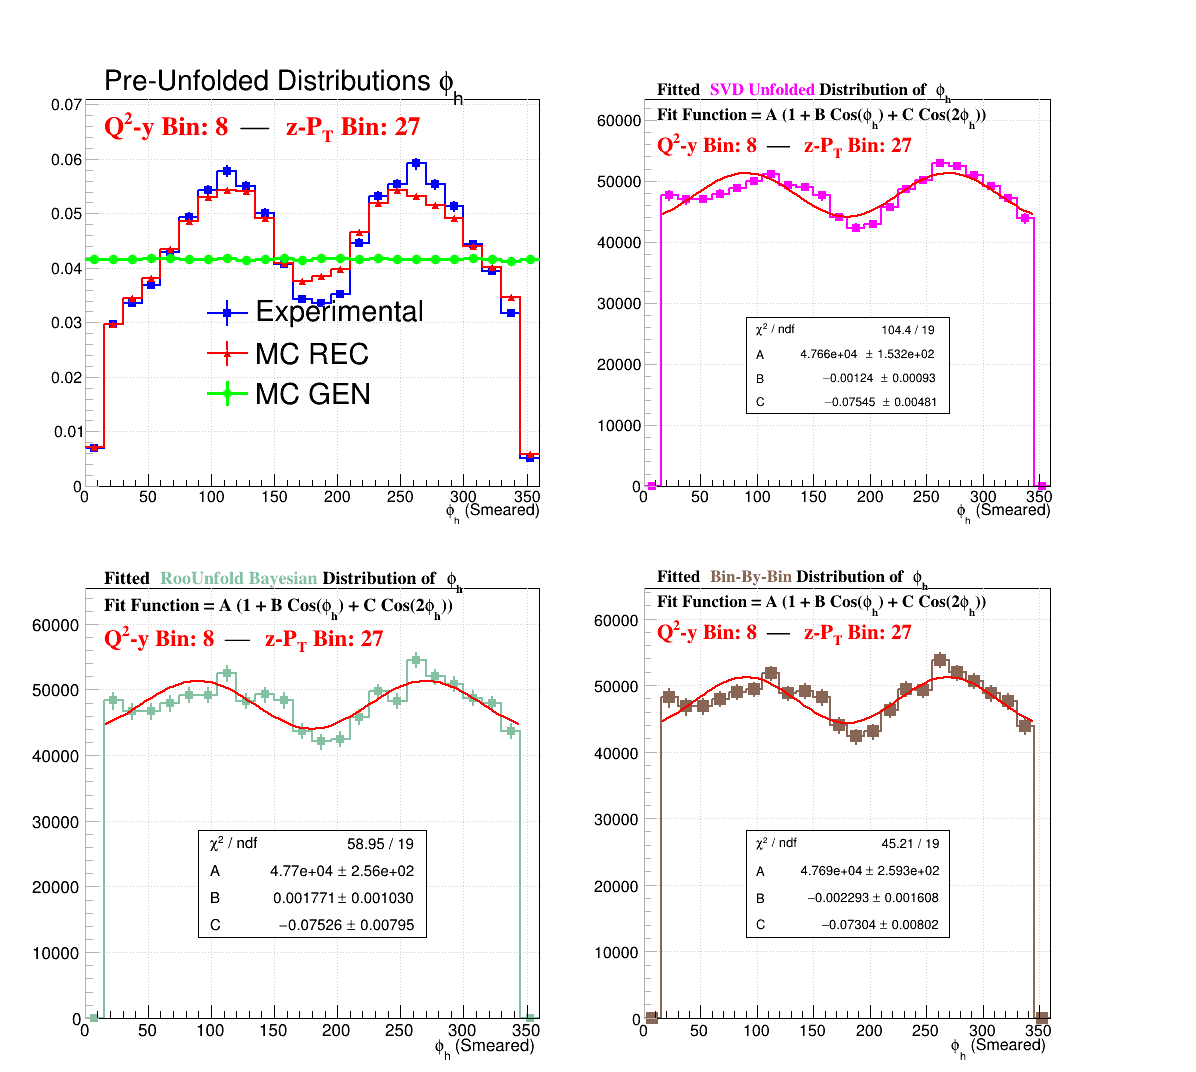 Pre-Unfolded Distributions ϕh
Q²-y Bin: 8 — z-PT Bin: 27
0.07
0.06
0.05
0.04
0.03
0.02
0.01
0
Experimental
MC REC
MC GEN
0 50 100 150 200 250 300 350
ϕh (Smeared)
Fitted SVD Unfolded Distribution of ϕh
Fit Function = A (1 + B Cos(ϕh) + C Cos(2ϕh))
Q²-y Bin: 8 — z-PT Bin: 27
60000
50000
40000
30000
20000
10000
0
χ² / ndf 104.4 / 19
A 4.766e+04 ± 1.532e+02
B −0.00124 ± 0.00093
C −0.07545 ± 0.00481
0 50 100 150 200 250 300 350
ϕh (Smeared)
Fitted RooUnfold Bayesian Distribution of ϕh
Fit Function = A (1 + B Cos(ϕh) + C Cos(2ϕh))
Q²-y Bin: 8 — z-PT Bin: 27
60000
50000
40000
30000
20000
10000
0
χ² / ndf 58.95 / 19
A 4.77e+04 ± 2.56e+02
B 0.001771 ± 0.001030
C −0.07526 ± 0.00795
0 50 100 150 200 250 300 350
ϕh (Smeared)
Fitted Bin-By-Bin Distribution of ϕh
Fit Function = A (1 + B Cos(ϕh) + C Cos(2ϕh))
Q²-y Bin: 8 — z-PT Bin: 27
60000
50000
40000
30000
20000
10000
0
χ² / ndf 45.21 / 19
A 4.769e+04 ± 2.593e+02
B −0.002293 ± 0.001608
C −0.07304 ± 0.00802
0 50 100 150 200 250 300 350
ϕh (Smeared)